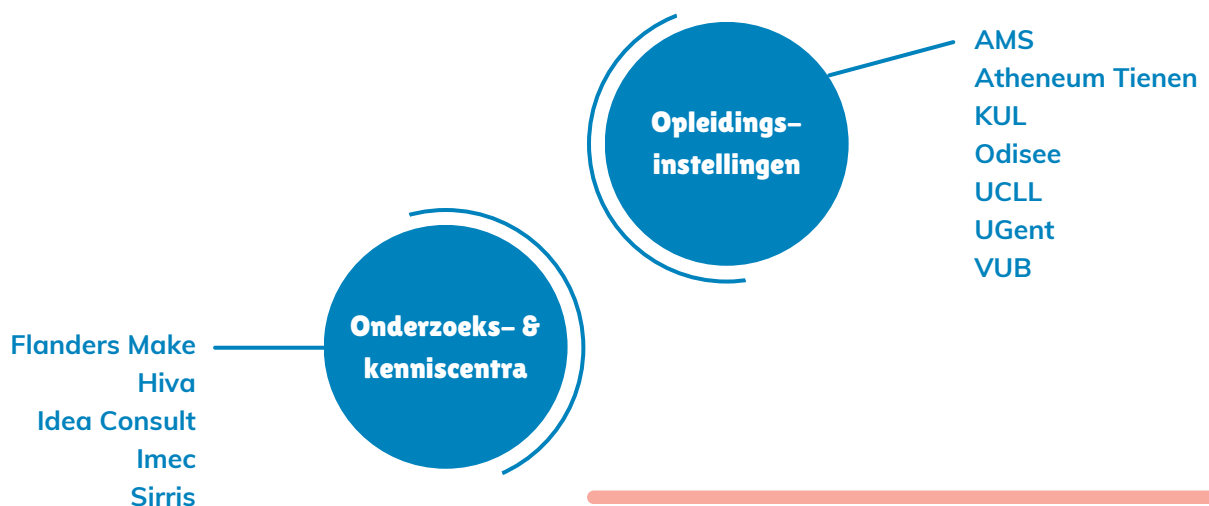 Opleidings-
instellingen
AMS
Atheneum Tienen
KUL
Odisee
UCLL
UGent
VUB
Onderzoeks- &
kenniscentra
Flanders Make
Hiva
Idea Consult
Imec
Sirris